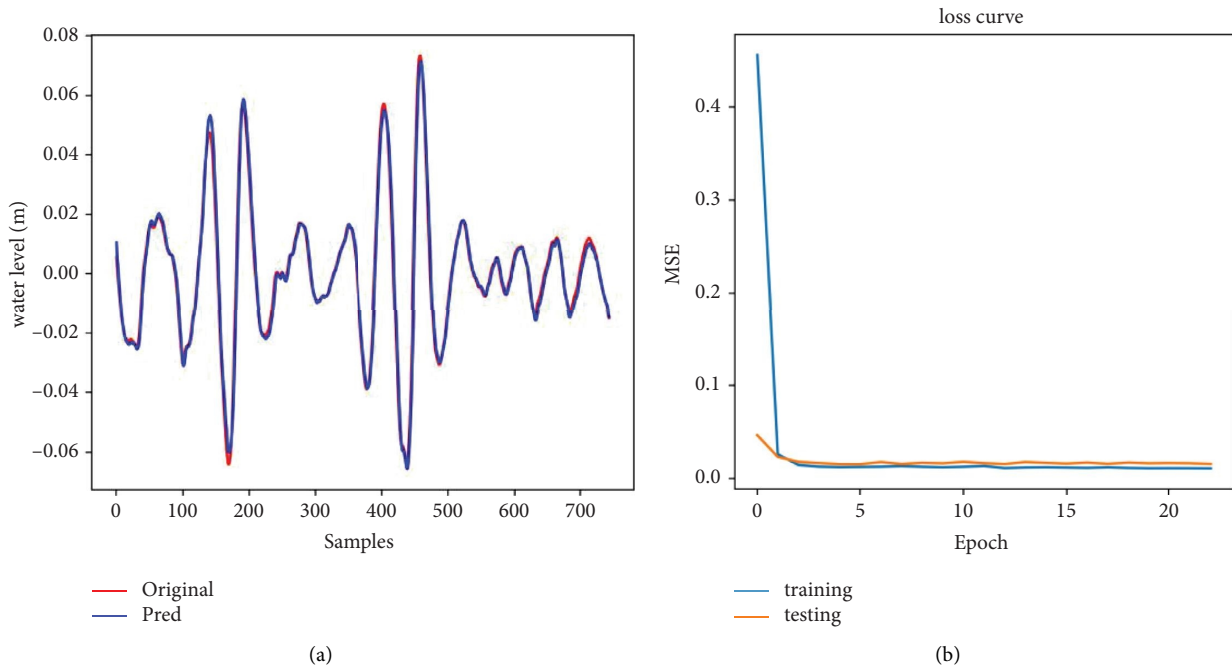 0.08
0.06
0.04
0.02
0.00
−0.02
−0.04
−0.06
water level (m)
0 100 200 300 400 500 600 700
Samples
Original
Pred
(a)
loss curve
0.4
0.3
0.2
0.1
0.0
MSE
0 5 10 15 20
Epoch
training
testing
(b)